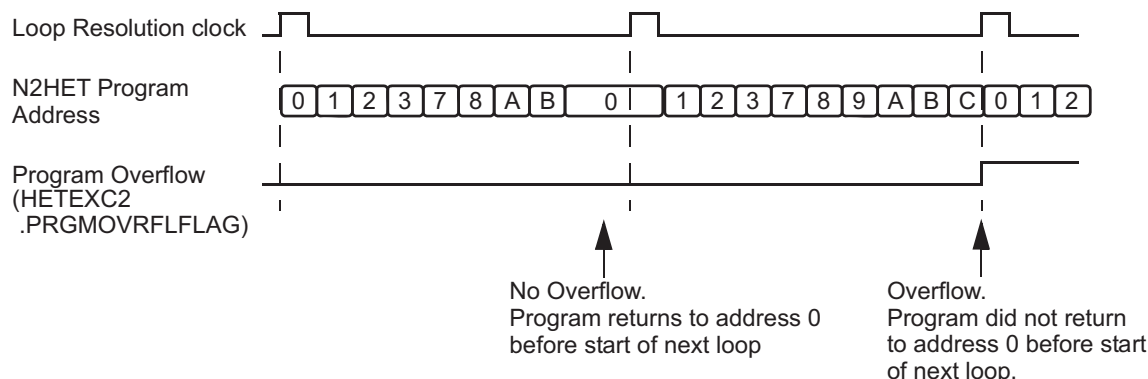 Loop Resolution clock
N2HET Program
Address
0 1 2 3 7 8 A B 0 1 2 3 7 8 9 A B C 0 1 2
Program Overflow
(HETEXC2
.PRGMOVRFLFLAG)
No Overflow.
Program returns to address 0
before start of next loop
Overflow.
Program did not return
to address 0 before start
of next loop.